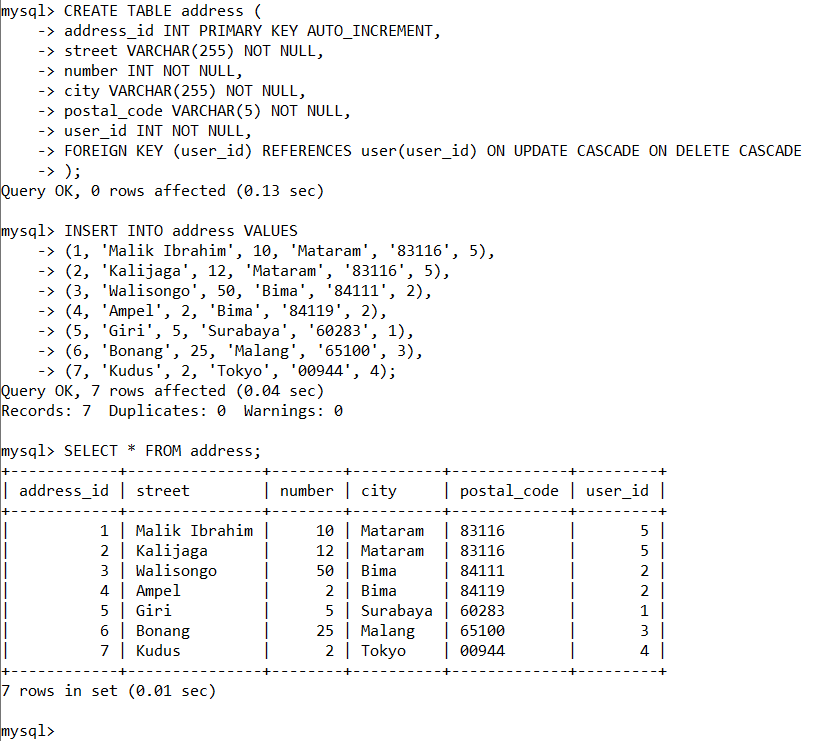 mysql> CREATE TABLE address (
    -> address_id INT PRIMARY KEY AUTO_INCREMENT,
    -> street VARCHAR(255) NOT NULL,
    -> number INT NOT NULL,
    -> city VARCHAR(255) NOT NULL,
    -> postal_code VARCHAR(5) NOT NULL,
    -> user_id INT NOT NULL,
    -> FOREIGN KEY (user_id) REFERENCES user(user_id) ON UPDATE CASCADE ON DELETE CASCADE
    -> );
Query OK, 0 rows affected (0.13 sec)

mysql> INSERT INTO address VALUES
    -> (1, 'Malik Ibrahim', 10, 'Mataram', '83116', 5),
    -> (2, 'Kalijaga', 12, 'Mataram', '83116', 5),
    -> (3, 'Walisongo', 50, 'Bima', '84111', 2),
    -> (4, 'Ampel', 2, 'Bima', '84119', 2),
    -> (5, 'Giri', 5, 'Surabaya', '60283', 1),
    -> (6, 'Bonang', 25, 'Malang', '65100', 3),
    -> (7, 'Kudus', 2, 'Tokyo', '00944', 4);
Query OK, 7 rows affected (0.04 sec)
Records: 7  Duplicates: 0  Warnings: 0

mysql> SELECT * FROM address;
+------------+---------------+--------+----------+-------------+---------+
| address_id | street        | number | city     | postal_code | user_id |
+------------+---------------+--------+----------+-------------+---------+
|          1 | Malik Ibrahim |     10 | Mataram  | 83116       |       5 |
|          2 | Kalijaga      |     12 | Mataram  | 83116       |       5 |
|          3 | Walisongo     |     50 | Bima     | 84111       |       2 |
|          4 | Ampel         |      2 | Bima     | 84119       |       2 |
|          5 | Giri          |      5 | Surabaya | 60283       |       1 |
|          6 | Bonang        |     25 | Malang   | 65100       |       3 |
|          7 | Kudus         |      2 | Tokyo    | 00944       |       4 |
+------------+---------------+--------+----------+-------------+---------+
7 rows in set (0.01 sec)

mysql>